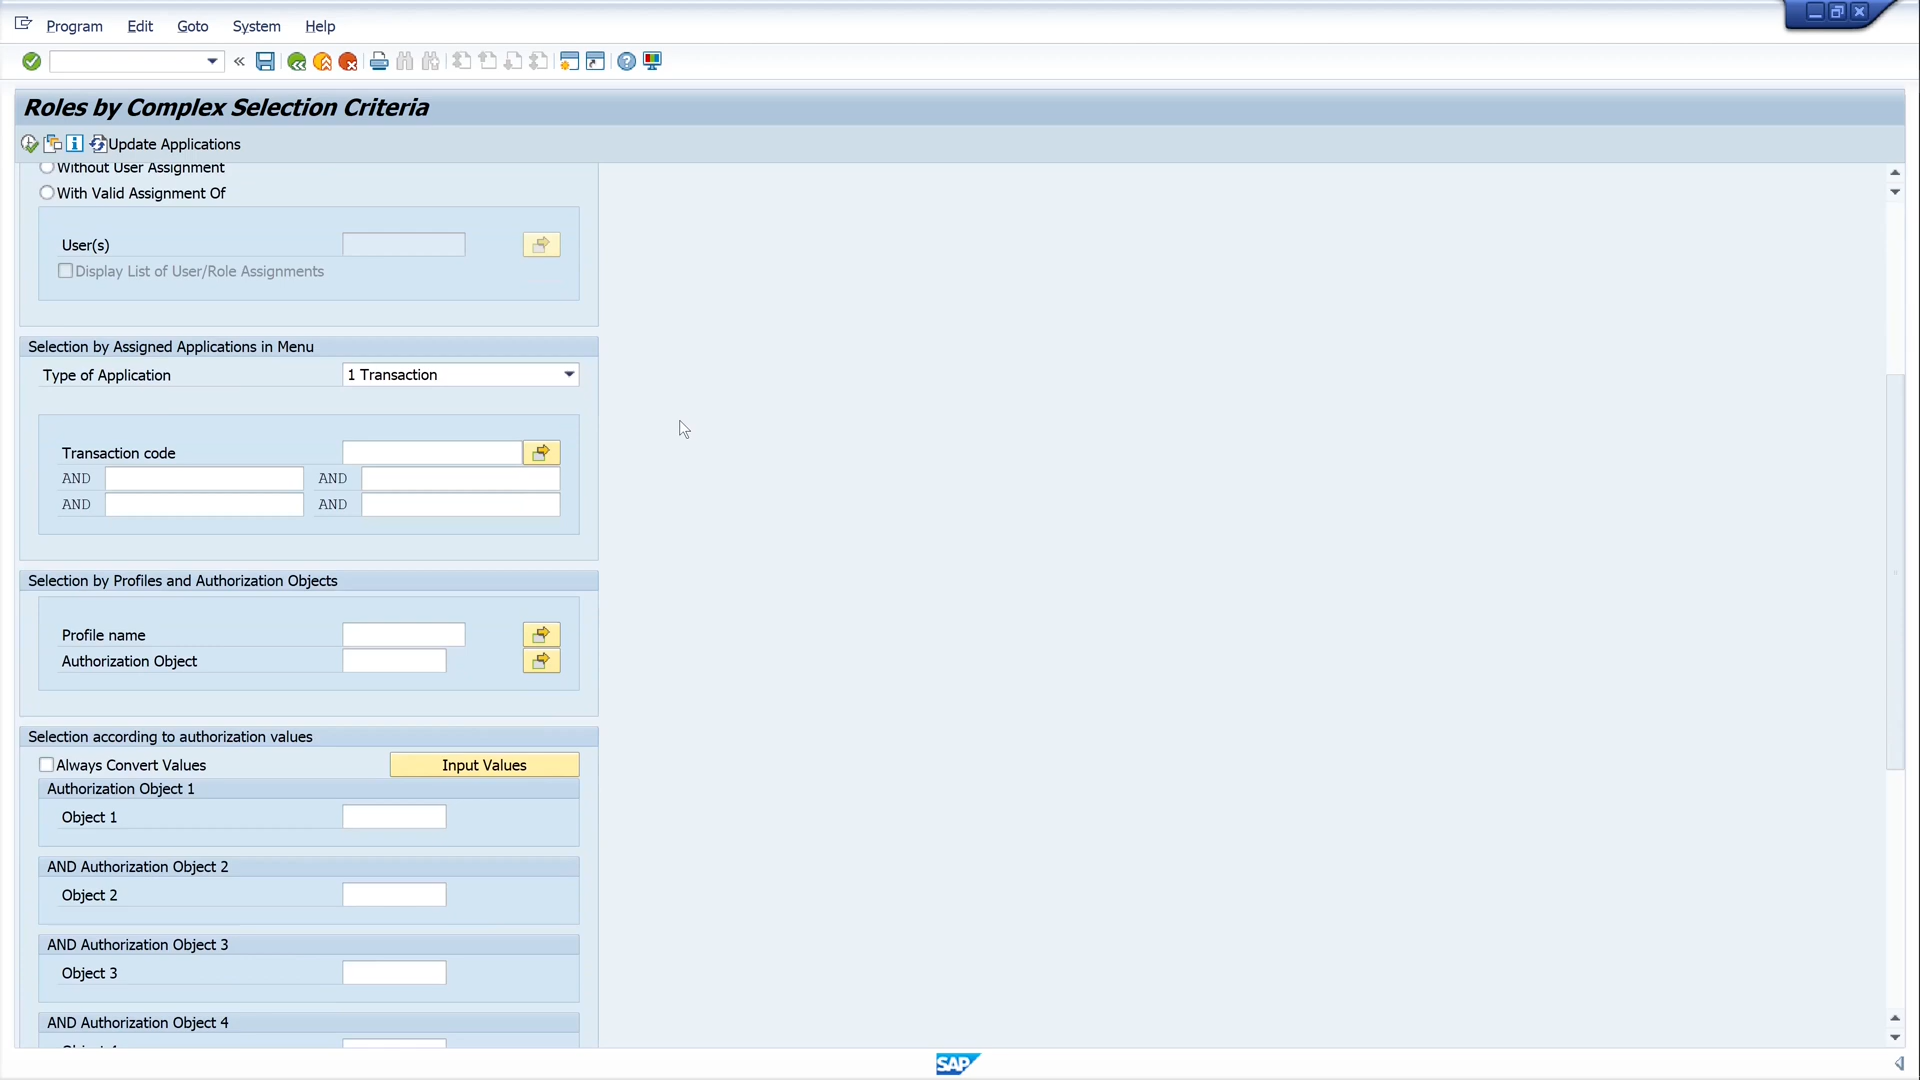 Program Edit Goto System Help
Roles by Complex Selection Criteria
Update Applications
Without User Assignment
With Valid Assignment Of
User(s)
Display List of User/Role Assignments
Selection by Assigned Applications in Menu
Type of Application 1 Transaction
Transaction code
AND AND
AND AND
Selection by Profiles and Authorization Objects
Profile name
Authorization Object
Selection according to authorization values
Always Convert Values Input Values
Authorization Object 1
Object 1
AND Authorization Object 2
Object 2
AND Authorization Object 3
Object 3
AND Authorization Object 4
SAP